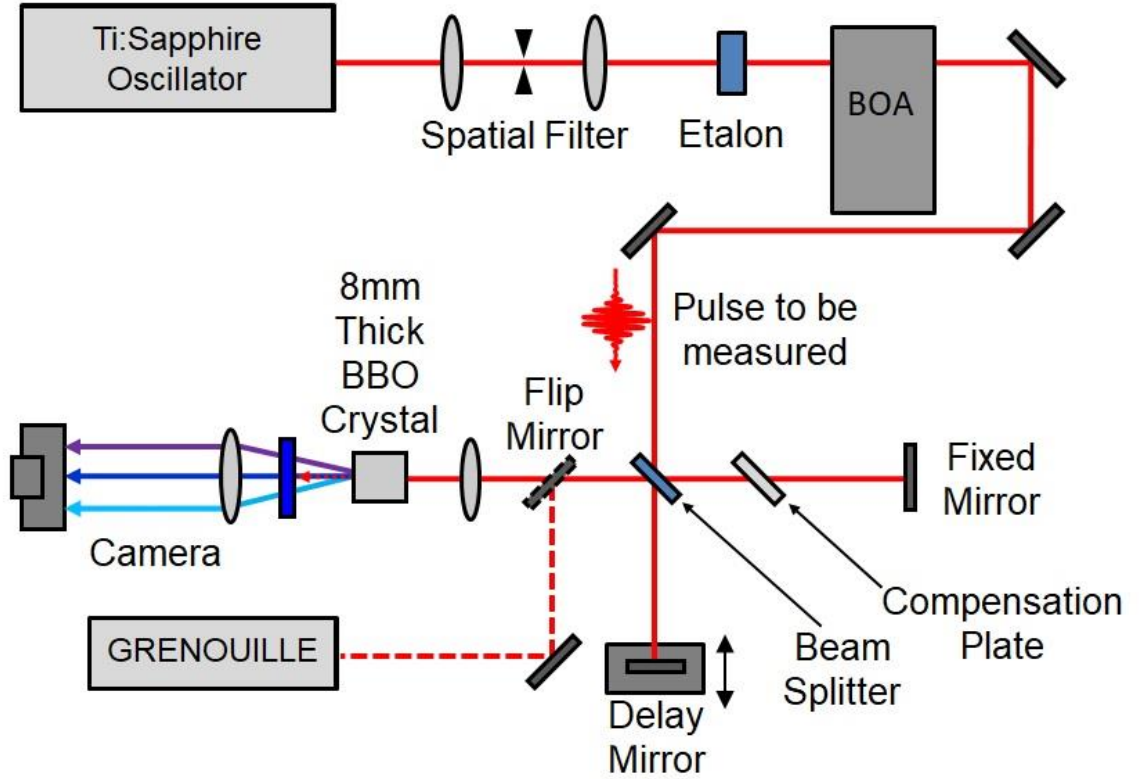 Ti:Sapphire
Oscillator
Spatial Filter
Etalon
BOA
Pulse to be
measured
8mm
Thick
BBO
Crystal
Flip
Mirror
Fixed
Mirror
Camera
Compensation
Plate
GRENOUILLE
Beam
Splitter
Delay
Mirror